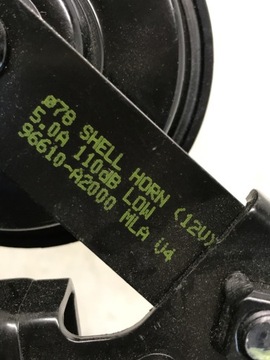 ø78 SHELL HORN (12V)
5.0A 110dB LOW
96610-A2000 MLA V4